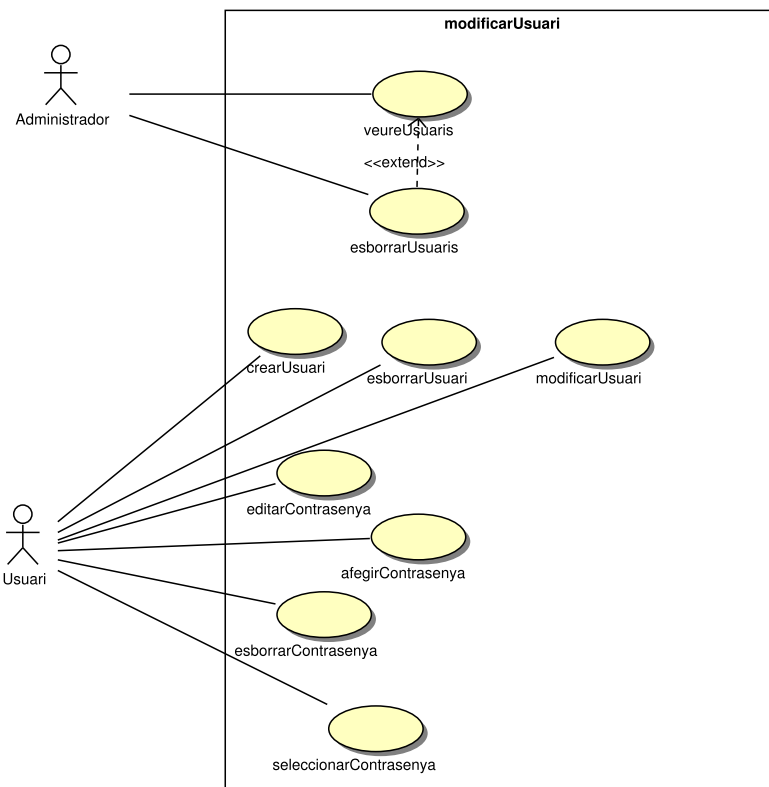 modificarUsuari
Administrador
veureUsuaris
<<extend>>
esborrarUsuaris
crearUsuari
esborrarUsuari
modificarUsuari
editarContrasenya
afegirContrasenya
Usuari
esborrarContrasenya
seleccionarContrasenya